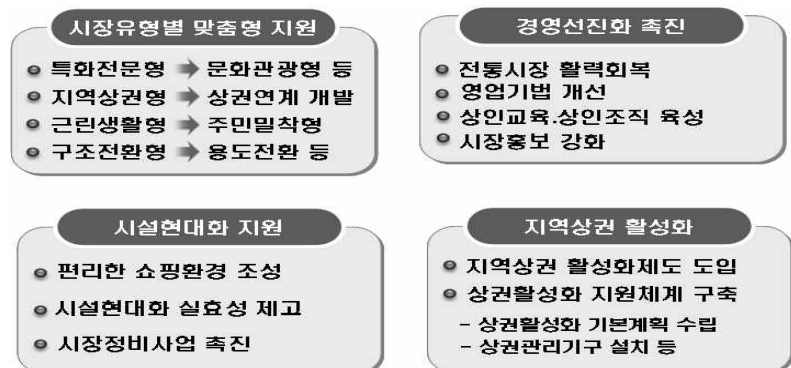 시장유형별 맞춤형 지원
특화전문형 ➡ 문화관광형 등
지역상권형 ➡ 상권연계 개발
근린생활형 ➡ 주민밀착형
구조전환형 ➡ 용도전환 등
경영선진화 촉진
전통시장 활력회복
영업기법 개선
상인교육.상인조직 육성
시장홍보 강화
시설현대화 지원
편리한 쇼핑환경 조성
시설현대화 실효성 제고
시장정비사업 촉진
지역상권 활성화
지역상권 활성화제도 도입
상권활성화 지원체계 구축
- 상권활성화 기본계획 수립
- 상권관리기구 설치 등